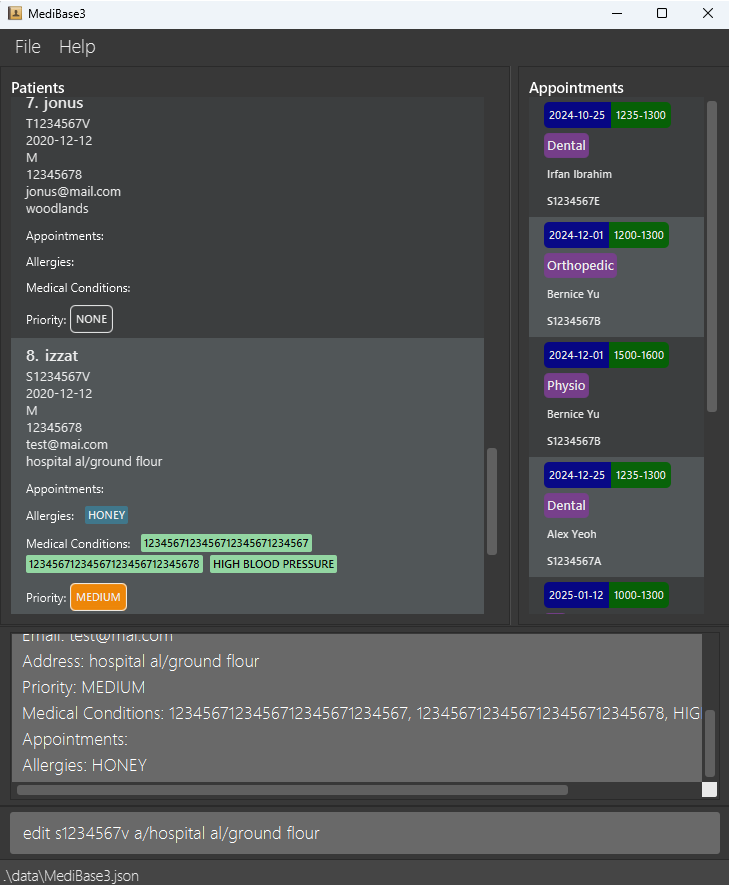 MediBase3
File Help
Patients
7. jonus
T1234567V
2020-12-12
M
12345678
jonus@mail.com
woodlands
Appointments:
Allergies:
Medical Conditions:
Priority: NONE
8. izzat
S1234567V
2020-12-12
M
12345678
test@mai.com
hospital al/ground flour
Appointments:
Allergies: HONEY
Medical Conditions: 1234567123456712345671234567
12345671234567123456712345678 HIGH BLOOD PRESSURE
Priority: MEDIUM
Appointments
2024-10-25 1235-1300
Dental
Irfan Ibrahim
S1234567E
2024-12-01 1200-1300
Orthopedic
Bernice Yu
S1234567B
2024-12-01 1500-1600
Physio
Bernice Yu
S1234567B
2024-12-25 1235-1300
Dental
Alex Yeoh
S1234567A
2025-01-12 1000-1300
Email: test@mai.com
Address: hospital al/ground flour
Priority: MEDIUM
Medical Conditions: 1234567123456712345671234567, 12345671234567123456712345678, HIG
Appointments:
Allergies: HONEY
edit s1234567v a/hospital al/ground flour
.\data\MediBase3.json